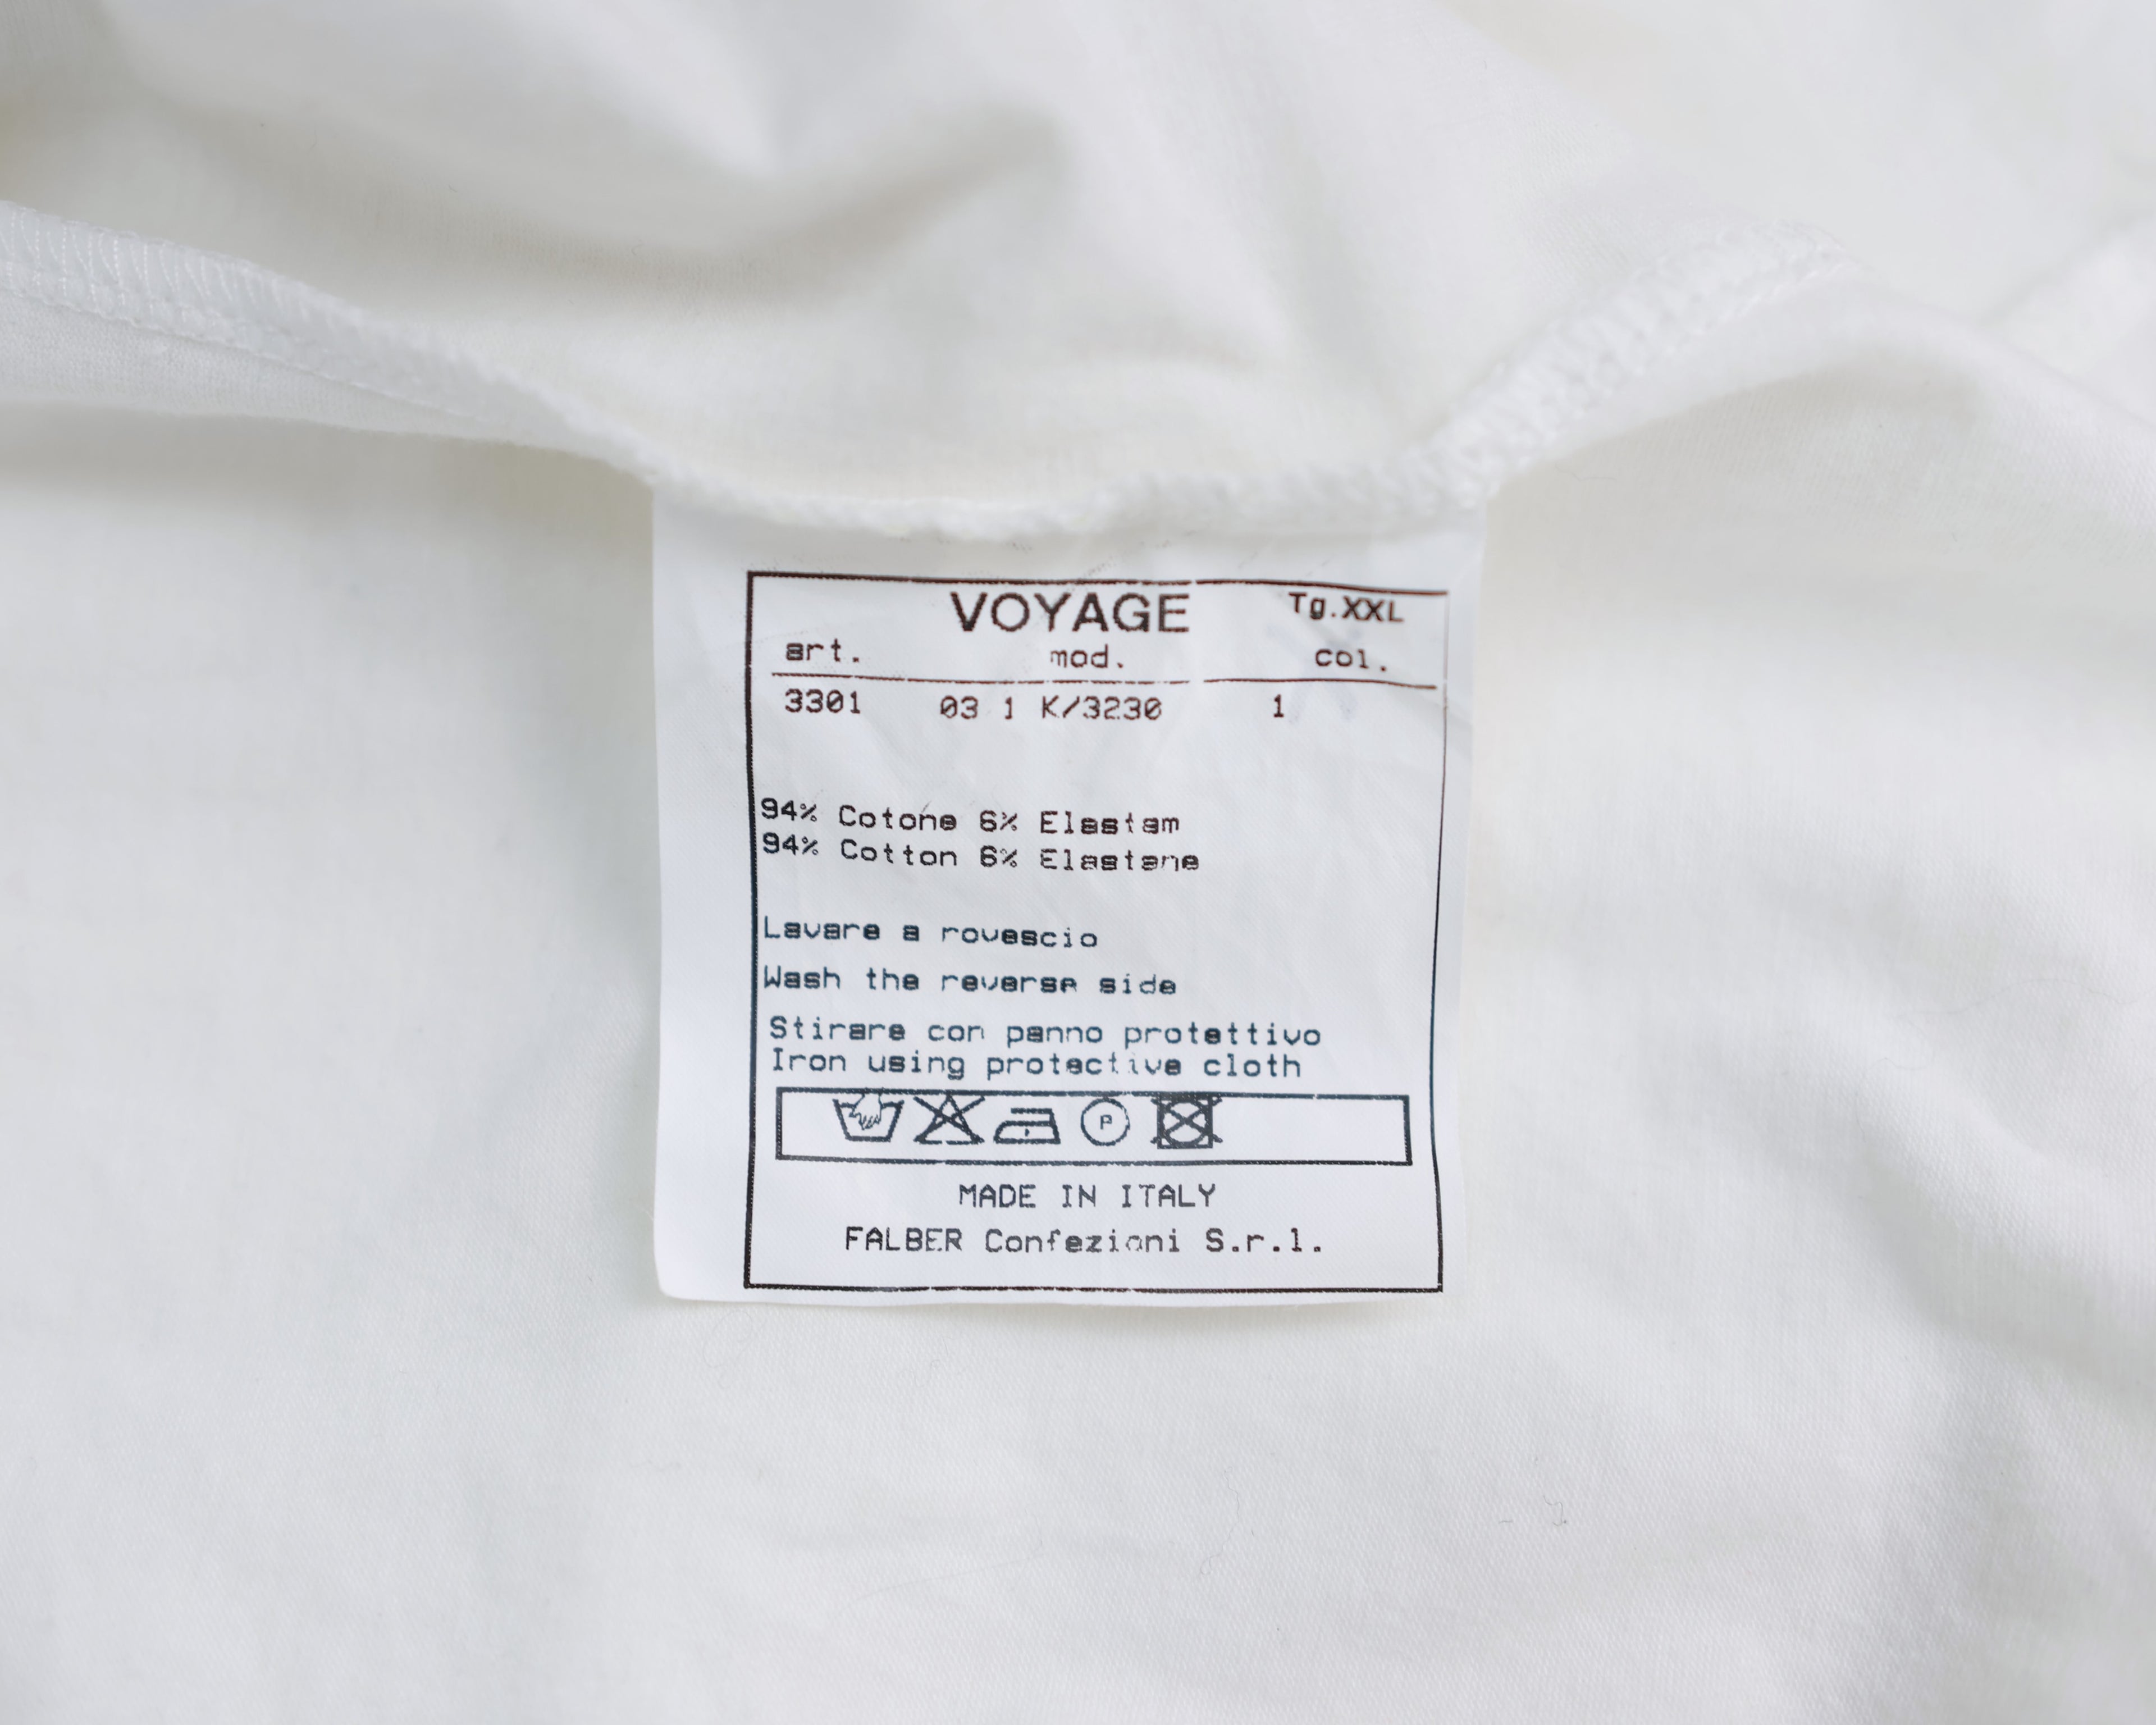 VOYAGE Tg.XXL
art. mod. col.
3301 03 1 K/3230 1
94% Cotone 6% Elastam
94% Cotton 6% Elastane
Lavare a rovescio
Wash the reverse side
Stirare con panno protettivo
Iron using protective cloth
P
MADE IN ITALY
FALBER Confezioni S.r.l.